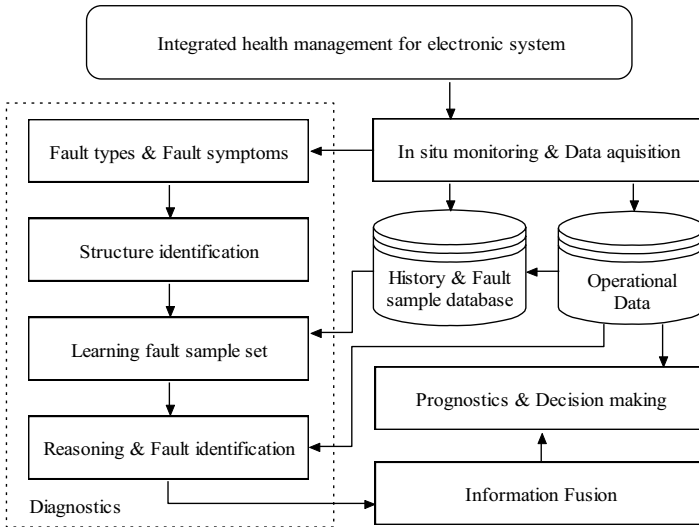 Integrated health management for electronic system
Fault types & Fault symptoms
In situ monitoring & Data aquisition
Structure identification
History & Fault
sample database
Operational
Data
Learning fault sample set
Prognostics & Decision making
Reasoning & Fault identification
Information Fusion
Diagnostics